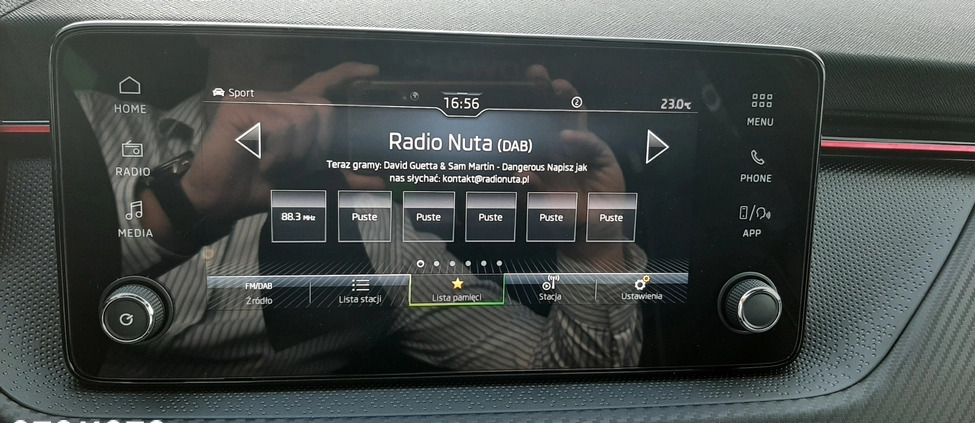 Sport
16:56
2
23.0°C
HOME
RADIO
MEDIA
Radio Nuta (DAB)
Teraz gramy: David Guetta & Sam Martin - Dangerous Napisz jak
nas słychać: kontakt@radionuta.pl
88.3 MHz
Puste
Puste
Puste
Puste
Puste
FM/DAB
Źródło
Lista stacji
Lista pamięci
Stacja
Ustawienia
MENU
PHONE
APP
OTOMOTO